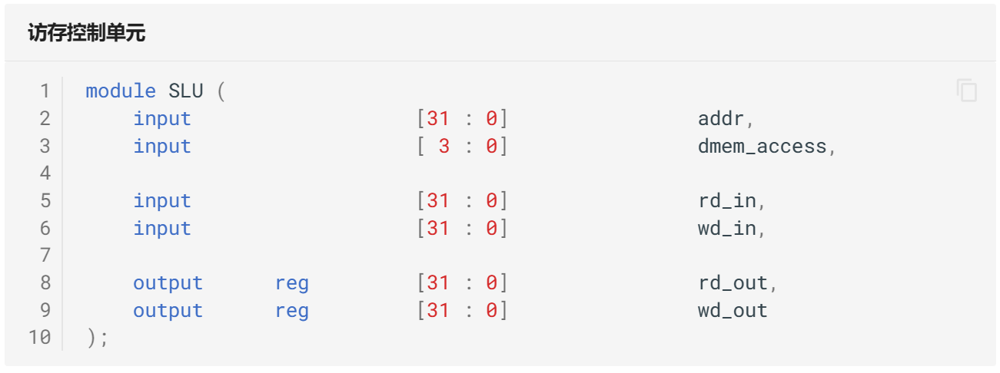 访存控制单元
1 module SLU (
2 input [31 : 0] addr,
3 input [ 3 : 0] dmem_access,
4
5 input [31 : 0] rd_in,
6 input [31 : 0] wd_in,
7
8 output reg [31 : 0] rd_out,
9 output reg [31 : 0] wd_out
10 );